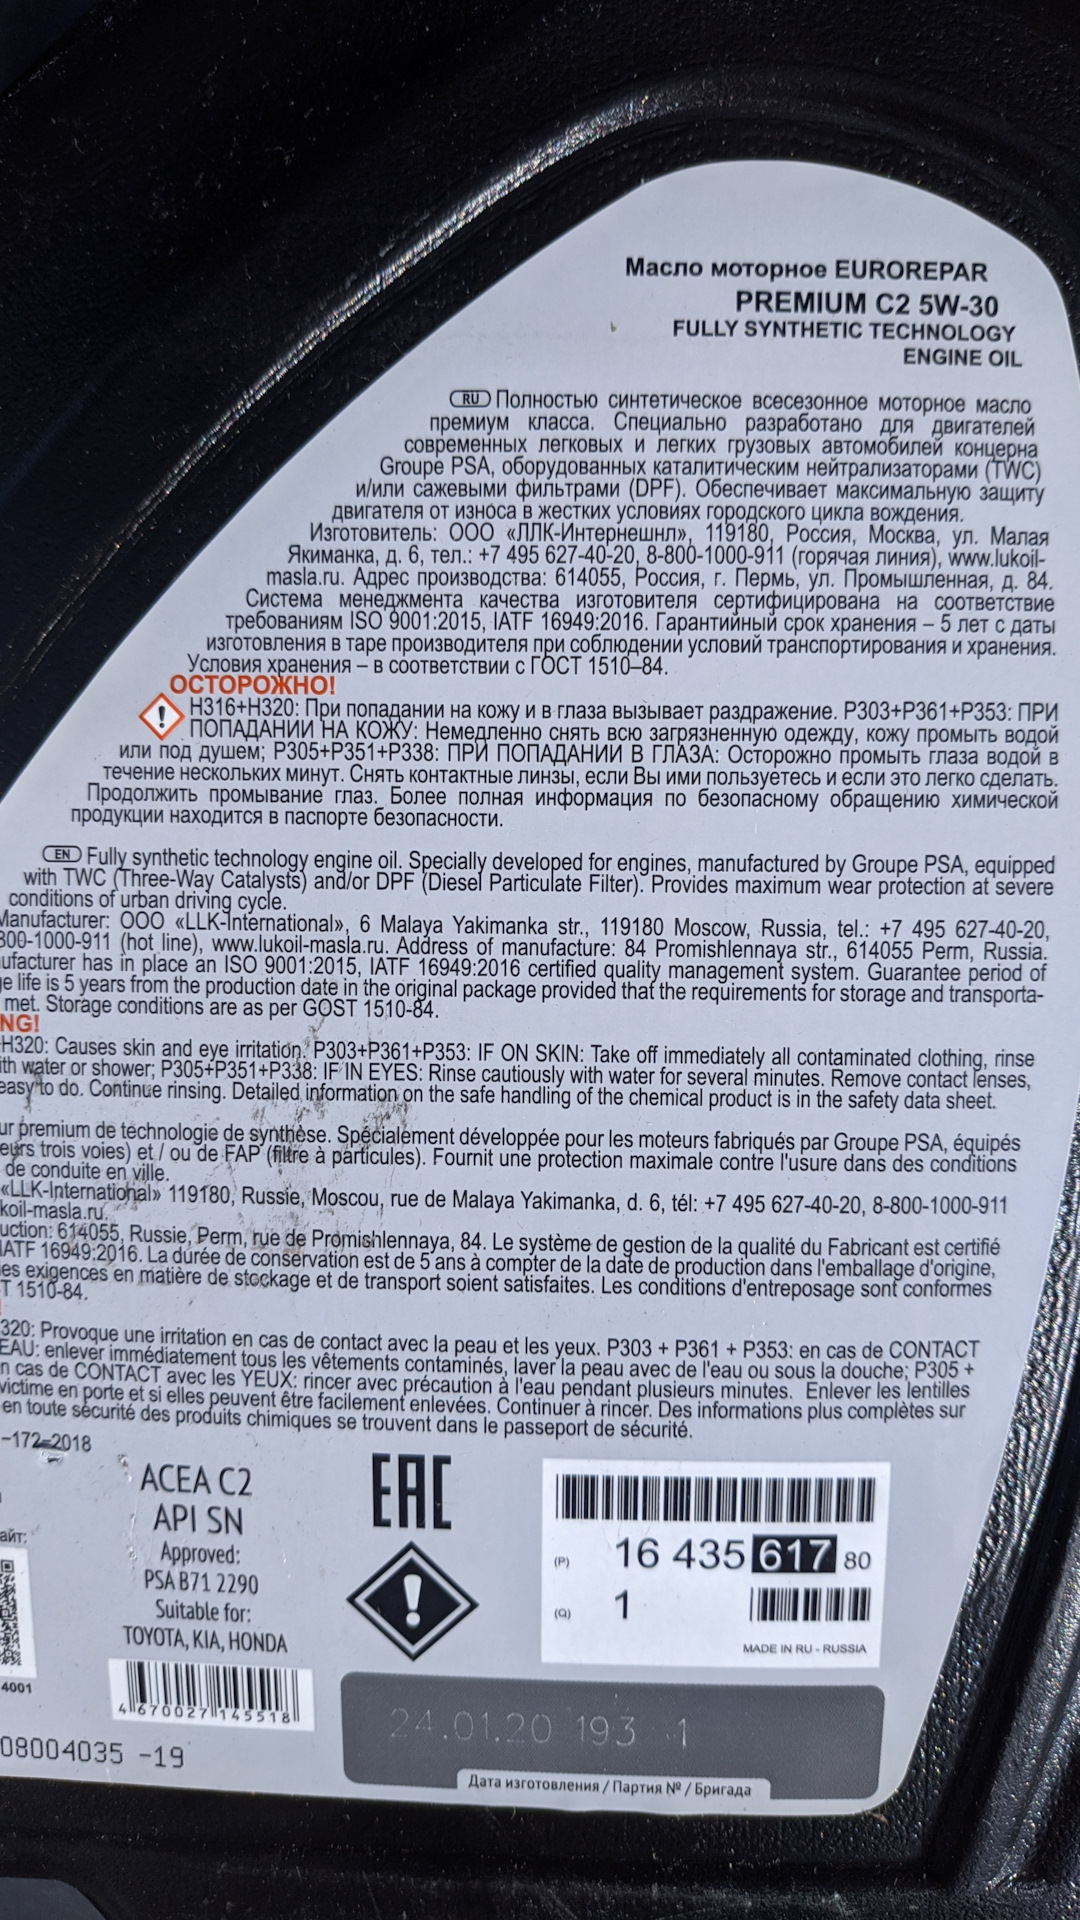 Масло моторное EUROREPAR
PREMIUM C2 5W-30
FULLY SYNTHETIC TECHNOLOGY
ENGINE OIL
RU Полностью синтетическое всесезонное моторное масло
премиум класса. Специально разработано для двигателей
современных легковых и легких грузовых автомобилей концерна
Groupe PSA, оборудованных каталитическим нейтрализаторами (TWC)
и/или сажевыми фильтрами (DPF). Обеспечивает максимальную защиту
двигателя от износа в жестких условиях городского цикла вождения.
Изготовитель: ООО «ЛЛК-Интернешнл», 119180, Россия, Москва, ул. Малая
Якиманка, д. 6, тел.: +7 495 627-40-20, 8-800-1000-911 (горячая линия), www.lukoil-
masla.ru. Адрес производства: 614055, Россия, г. Пермь, ул. Промышленная, д. 84.
Система менеджмента качества изготовителя сертифицирована на соответствие
требованиям ISO 9001:2015, IATF 16949:2016. Гарантийный срок хранения – 5 лет с даты
изготовления в таре производителя при соблюдении условий транспортирования и хранения.
Условия хранения – в соответствии с ГОСТ 1510–84.
ОСТОРОЖНО!
H316+H320: При попадании на кожу и в глаза вызывает раздражение. P303+P361+P353: ПРИ
ПОПАДАНИИ НА КОЖУ: Немедленно снять всю загрязненную одежду, кожу промыть водой
или под душем; P305+P351+P338: ПРИ ПОПАДАНИИ В ГЛАЗА: Осторожно промыть глаза водой в
течение нескольких минут. Снять контактные линзы, если Вы ими пользуетесь и если это легко сделать.
Продолжить промывание глаз. Более полная информация по безопасному обращению химической
продукции находится в паспорте безопасности.
EN Fully synthetic technology engine oil. Specially developed for engines, manufactured by Groupe PSA, equipped
with TWC (Three-Way Catalysts) and/or DPF (Diesel Particulate Filter). Provides maximum wear protection at severe
conditions of urban driving cycle.
Manufacturer: OOO «LLK-International», 6 Malaya Yakimanka str., 119180 Moscow, Russia, tel.: +7 495 627-40-20,
800-1000-911 (hot line), www.lukoil-masla.ru. Address of manufacture: 84 Promishlennaya str., 614055 Perm, Russia.
ufacturer has in place an ISO 9001:2015, IATF 16949:2016 certified quality management system. Guarantee period of
ge life is 5 years from the production date in the original package provided that the requirements for storage and transporta-
met. Storage conditions are as per GOST 1510-84.
NG!
H320: Causes skin and eye irritation. P303+P361+P353: IF ON SKIN: Take off immediately all contaminated clothing, rinse
ith water or shower; P305+P351+P338: IF IN EYES: Rinse cautiously with water for several minutes. Remove contact lenses,
easy to do. Continue rinsing. Detailed information on the safe handling of the chemical product is in the safety data sheet.
ur premium de technologie de synthèse. Spécialement développée pour les moteurs fabriqués par Groupe PSA, équipés
eurs trois voies) et / ou de FAP (filtre à particules). Fournit une protection maximale contre l'usure dans des conditions
de conduite en ville.
«LLK-International» 119180, Russie, Moscou, rue de Malaya Yakimanka, d. 6, tél: +7 495 627-40-20, 8-800-1000-911
koil-masla.ru.
uction: 614055, Russie, Perm, rue de Promishlennaya, 84. Le système de gestion de la qualité du Fabricant est certifié
IATF 16949:2016. La durée de conservation est de 5 ans à compter de la date de production dans l'emballage d'origine,
es exigences en matière de stockage et de transport soient satisfaites. Les conditions d'entreposage sont conformes
T 1510-84.
320: Provoque une irritation en cas de contact avec la peau et les yeux. P303 + P361 + P353: en cas de CONTACT
EAU: enlever immédiatement tous les vêtements contaminés, laver la peau avec de l'eau ou sous la douche; P305 +
n cas de CONTACT avec les YEUX: rincer avec précaution à l'eau pendant plusieurs minutes. Enlever les lentilles
victime en porte et si elles peuvent être facilement enlevées. Continuer à rincer. Des informations plus complètes sur
en toute sécurité des produits chimiques se trouvent dans le passeport de sécurité.
-172-2018
ACEA C2
API SN
Approved:
PSA B71 2290
Suitable for:
TOYOTA, KIA, HONDA
айт:
4001
4 670027 145518
08004035 -19
EAC
(P) 16 435 617 80
(Q) 1
MADE IN RU - RUSSIA
24.01.20 193 1
Дата изготовления / Партия № / Бригада